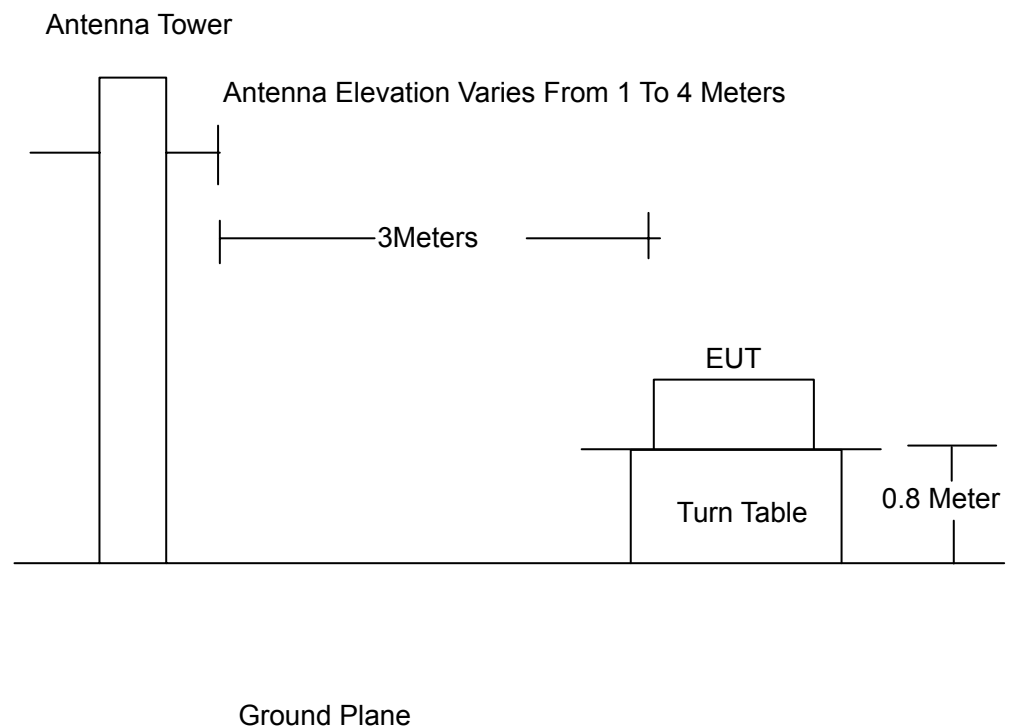 Antenna Tower
Antenna Elevation Varies From 1 To 4 Meters
3Meters
EUT
0.8 Meter
Turn Table
Ground Plane